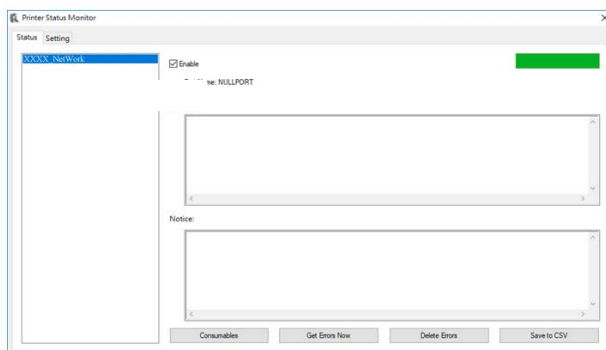 Printer Status Monitor
Status Setting
XXXX_NetWork
Enable
NULLPORT
Notice:
Consumables Get Errors Now Delete Errors Save to CSV